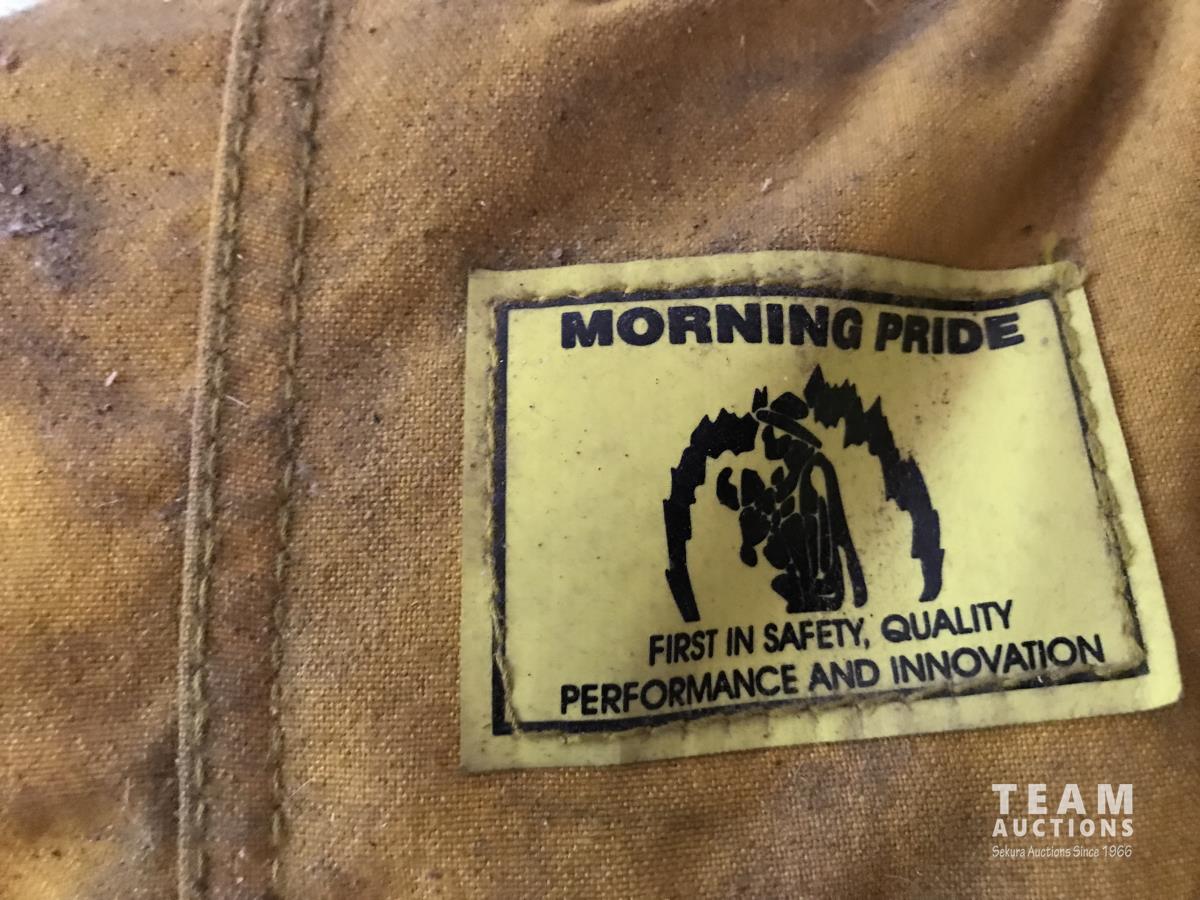 MORNING PRIDE
FIRST IN SAFETY, QUALITY
PERFORMANCE AND INNOVATION
TEAM
AUCTIONS
Sekura Auctions Since 1966